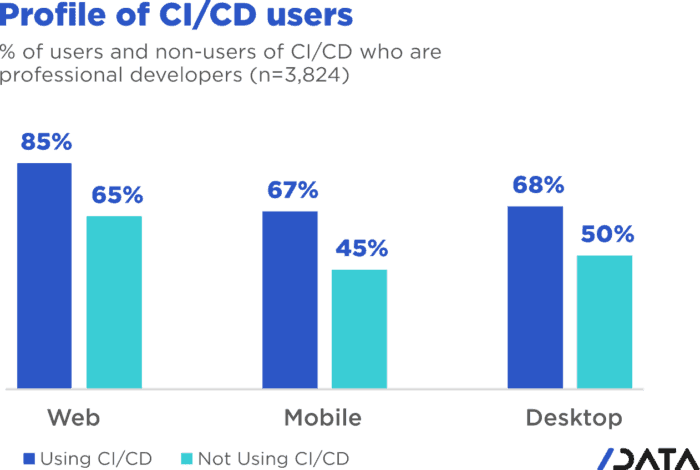 Profile of CI/CD users
% of users and non-users of CI/CD who are
professional developers (n=3,824)
85%
65%
67%
45%
68%
50%
Web
Mobile
Desktop
Using CI/CD
Not Using CI/CD
/DATA